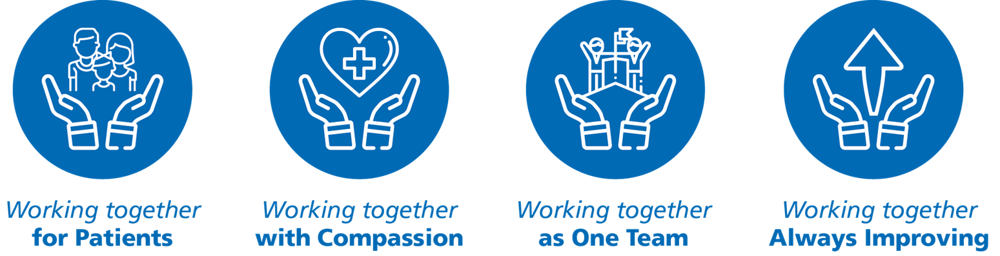 Working together
for Patients
Working together
with Compassion
Working together
as One Team
Working together
Always Improving